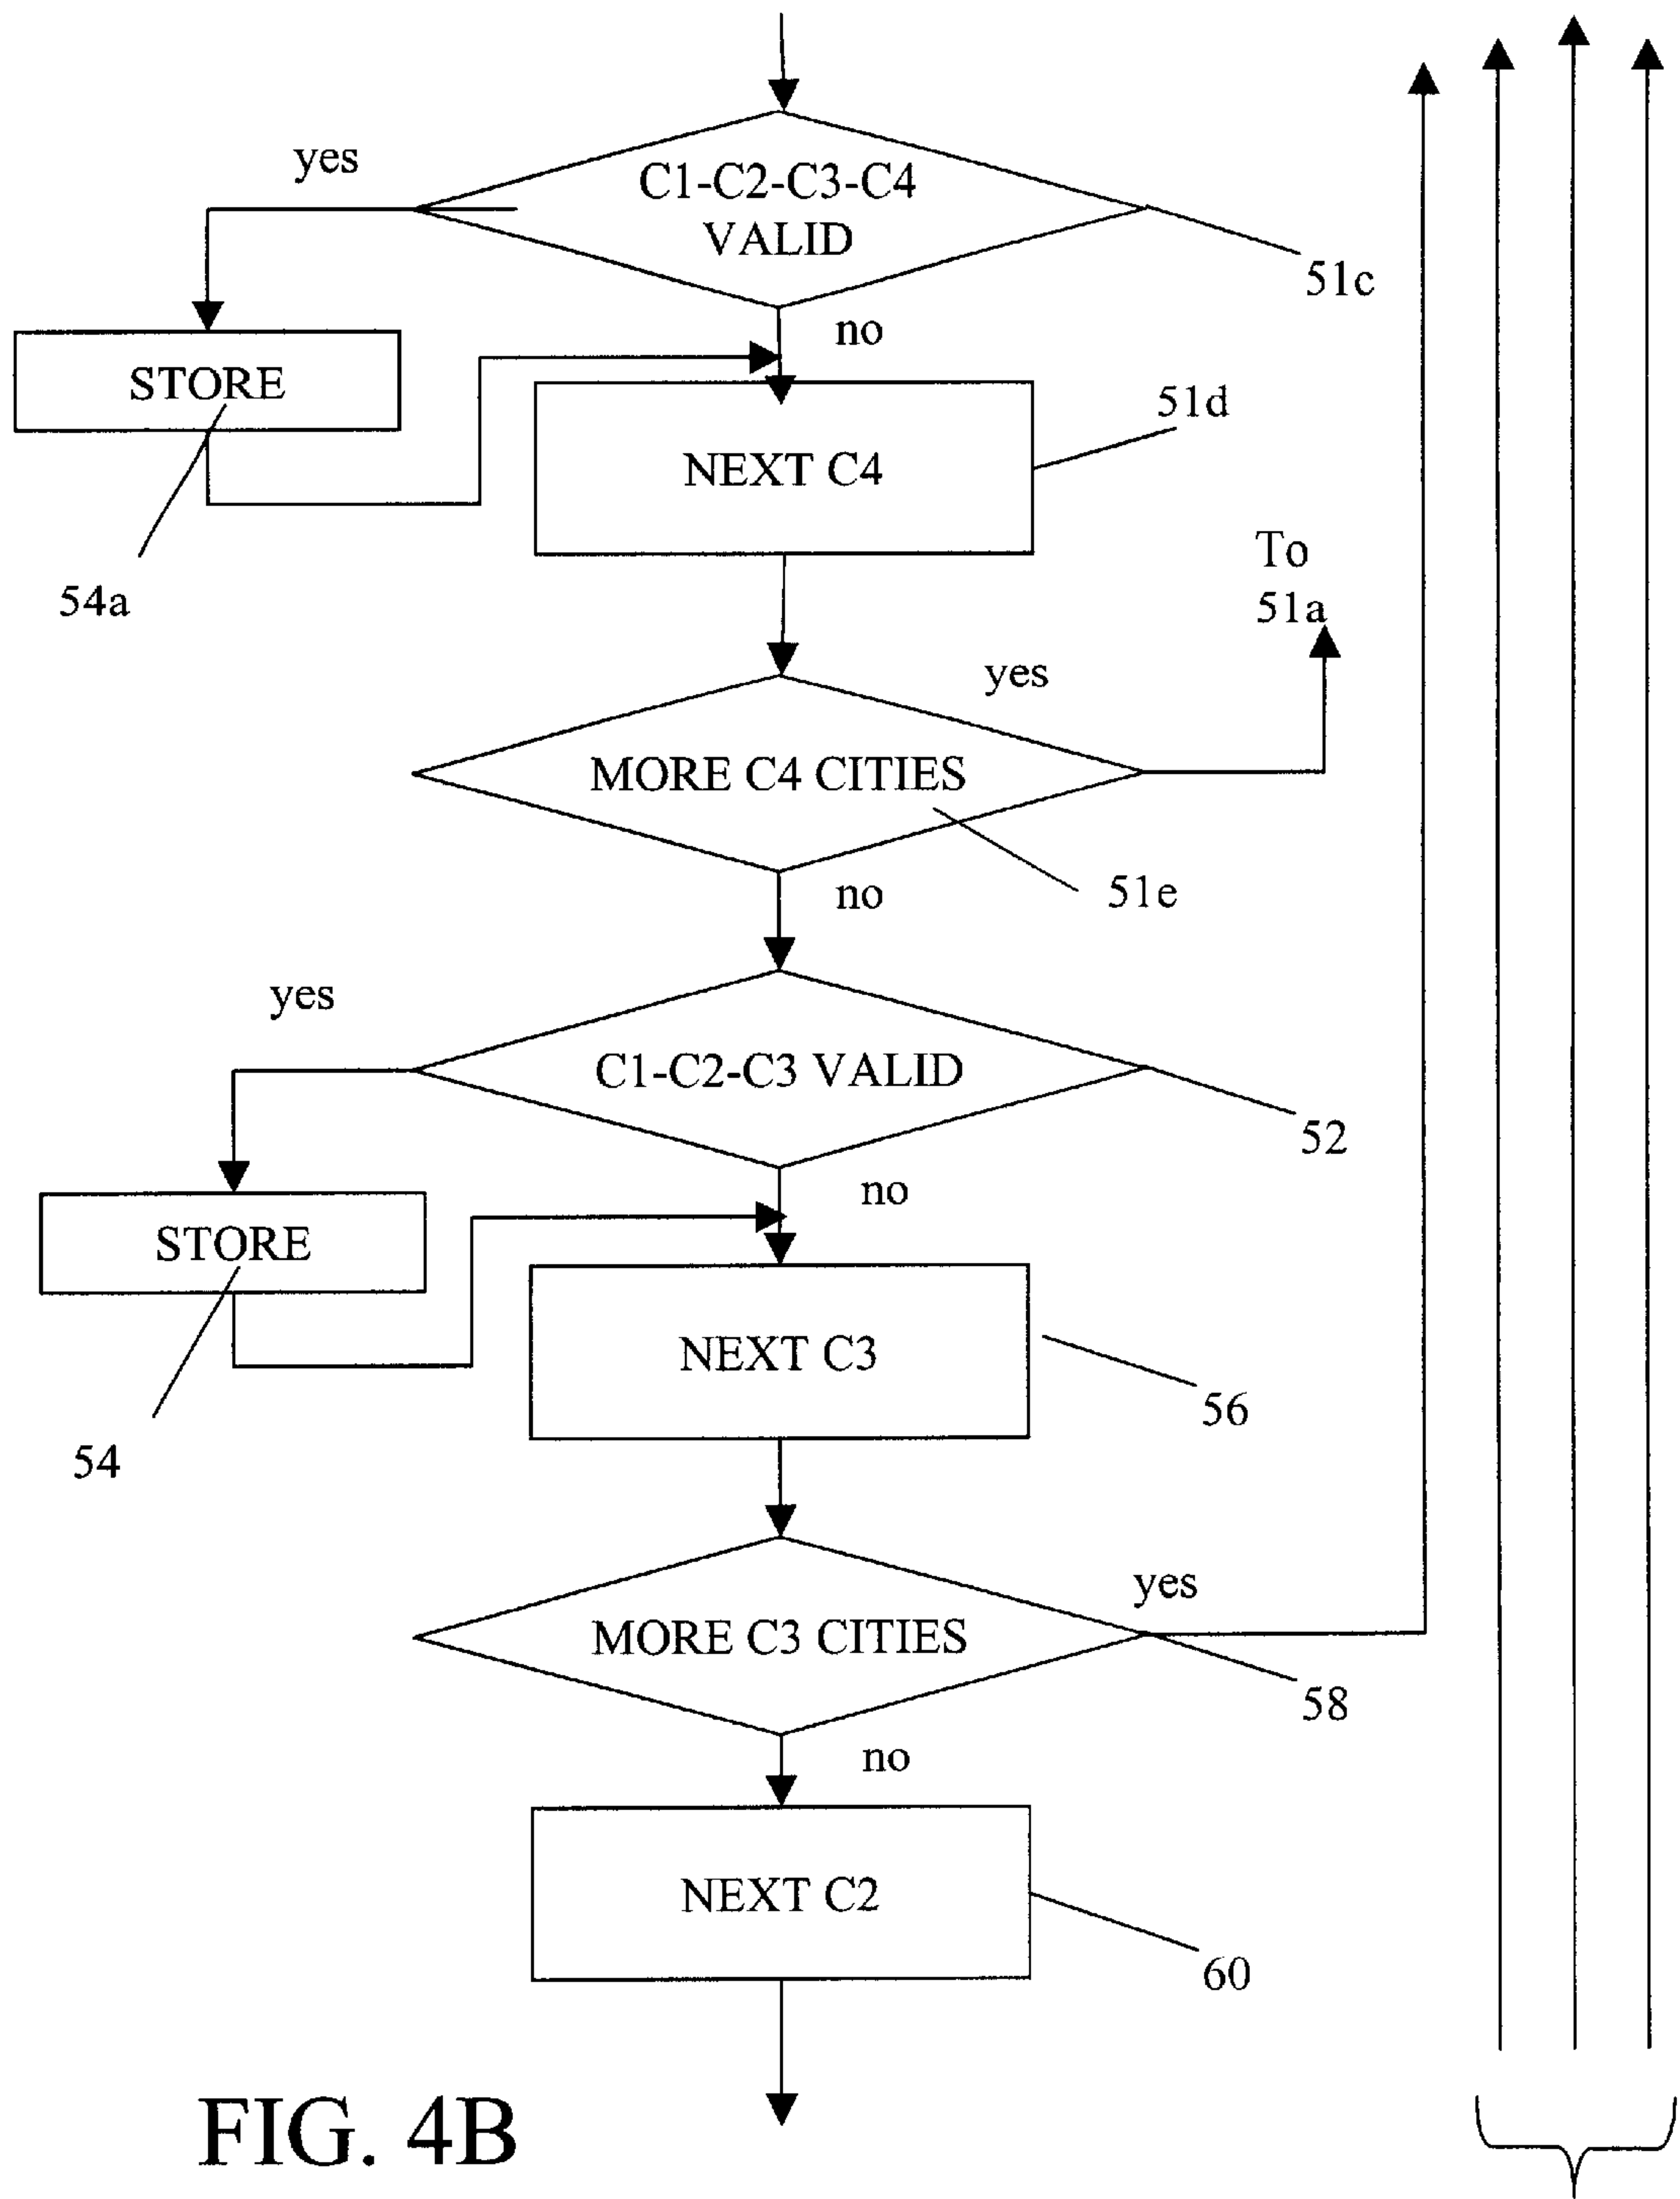 yes
C1-C2-C3-C4
VALID
51c
no
STORE
51d
NEXT C4
54a
To
51a
yes
MORE C4 CITIES
51e
no
yes
C1-C2-C3 VALID
52
no
STORE
NEXT C3
56
54
yes
MORE C3 CITIES
58
no
NEXT C2
60
FIG. 4B